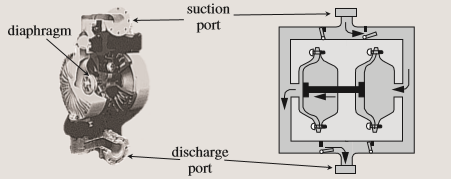 suction
port
diaphragm
discharge
port